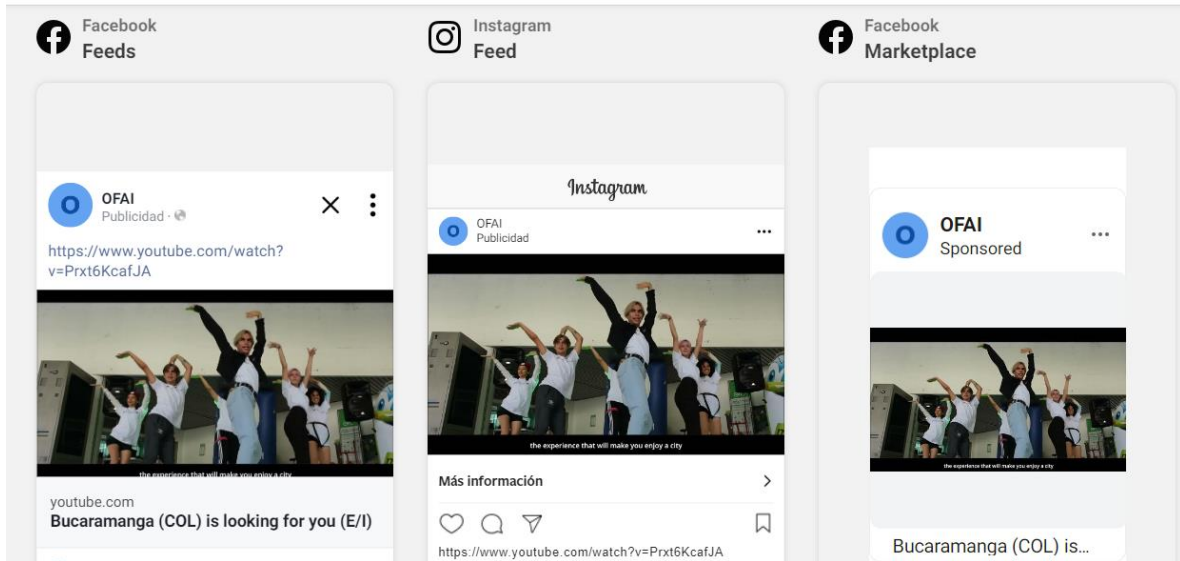 Facebook
Feeds
OFAI
Publicidad ·
https://www.youtube.com/watch?
v=Prxt6KcafJA
the experience that will make you enjoy a city
youtube.com
Bucaramanga (COL) is looking for you (E/I)
Instagram
Feed
Instagram
OFAI
Publicidad
the experience that will make you enjoy a city
Más información
https://www.youtube.com/watch?v=Prxt6KcafJA
Facebook
Marketplace
OFAI
Sponsored
the experience that will make you enjoy a city
Bucaramanga (COL) is...